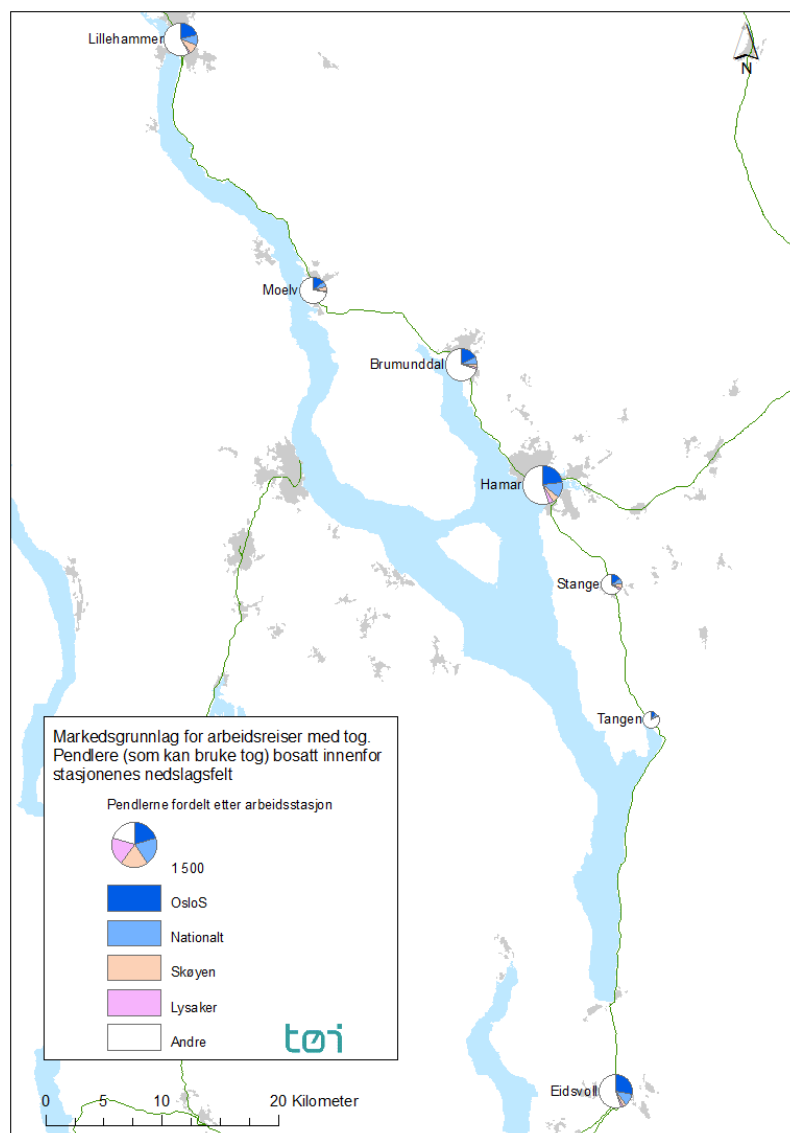 Lillehammer
N
Moelv
Brumunddal
Hamar
Stange
Tangen
Markedsgrunnlag for arbeidsreiser med tog.
Pendlere (som kan bruke tog) bosatt innenfor
stasjonenes nedslagsfelt
Pendlerne fordelt etter arbeidsstasjon
1 500
OsloS
Nationalt
Skøyen
Lysaker
Andre
tøi
Eidsvoll
0 5 10 20 Kilometer